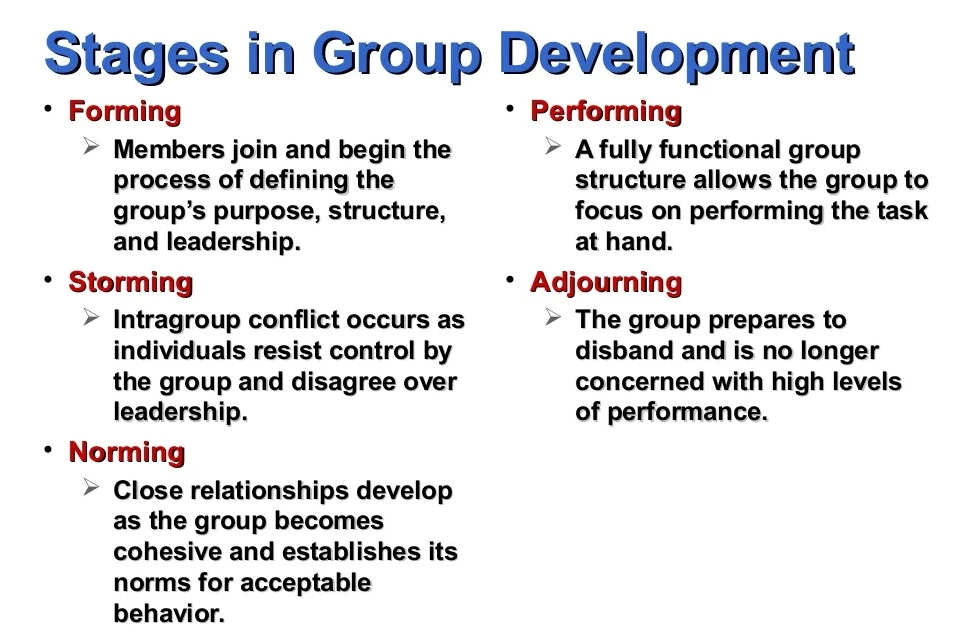 Stages in Group Development
• Forming
➢ Members join and begin the
process of defining the
group’s purpose, structure,
and leadership.
• Storming
➢ Intragroup conflict occurs as
individuals resist control by
the group and disagree over
leadership.
• Norming
➢ Close relationships develop
as the group becomes
cohesive and establishes its
norms for acceptable
behavior.
• Performing
➢ A fully functional group
structure allows the group to
focus on performing the task
at hand.
• Adjourning
➢ The group prepares to
disband and is no longer
concerned with high levels
of performance.